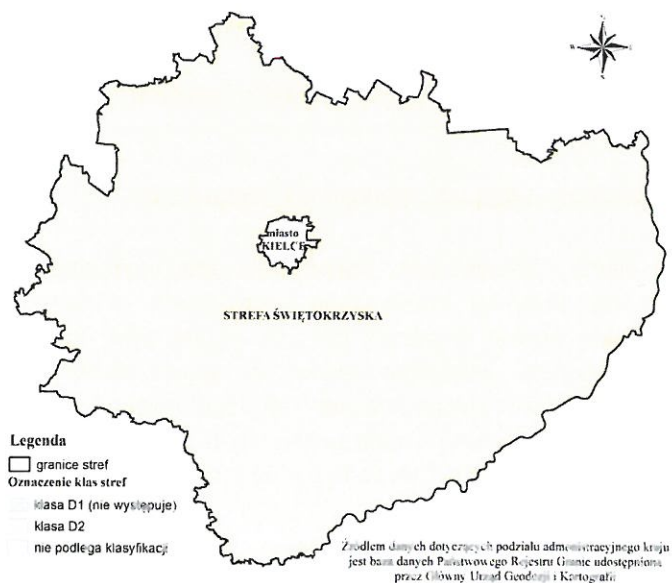 miasto
KIELCE
STREFA ŚWIĘTOKRZYSKA
Legenda
granice stref
Oznaczenie klas stref
klasa D1 (nie występuje)
klasa D2
nie podlega klasyfikacji
Źródłem danych dotyczących podziału administracyjnego kraju
jest baza danych Państwowego Rejestru Granic udostępniona
przez Główny Urząd Geodezji i Kartografii